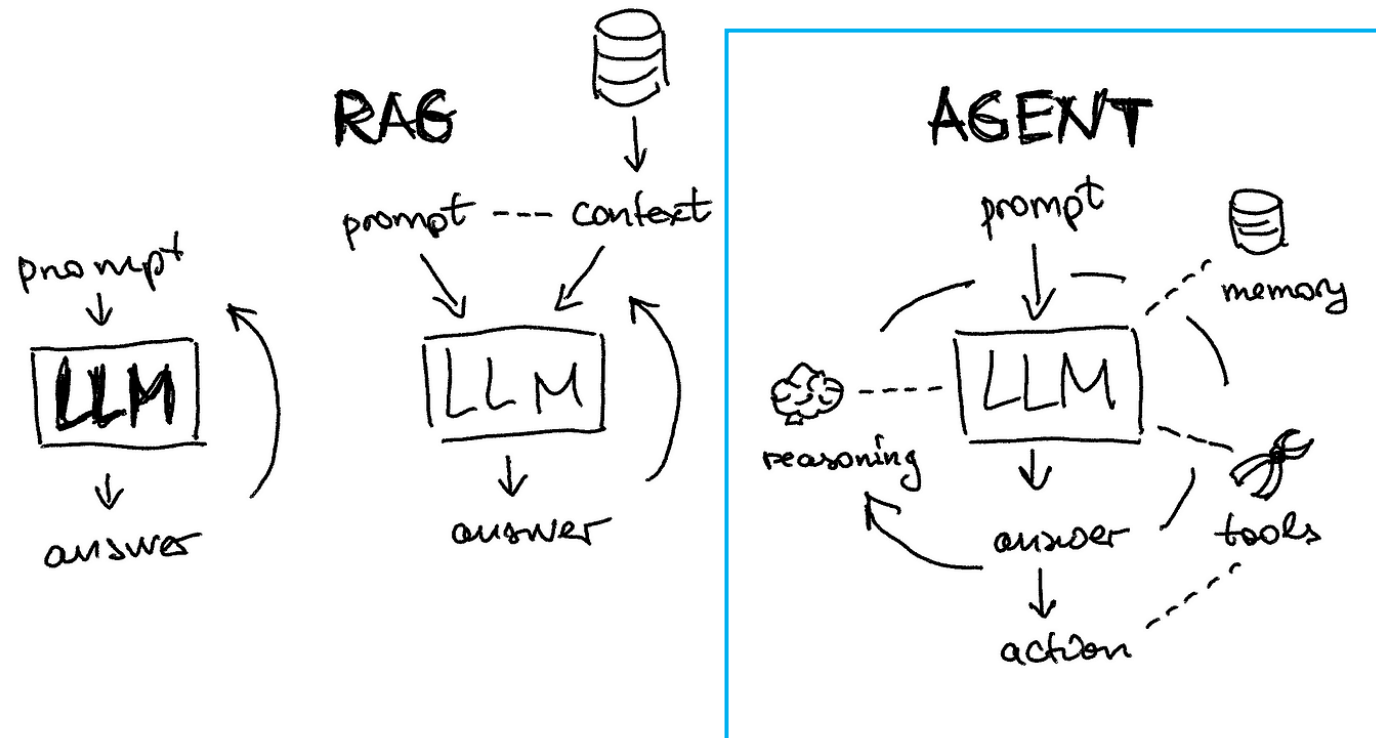 prompt
LLM
answer
RAG
prompt --- context
LLM
answer
AGENT
prompt
memory
LLM
reasoning
tools
answer
action